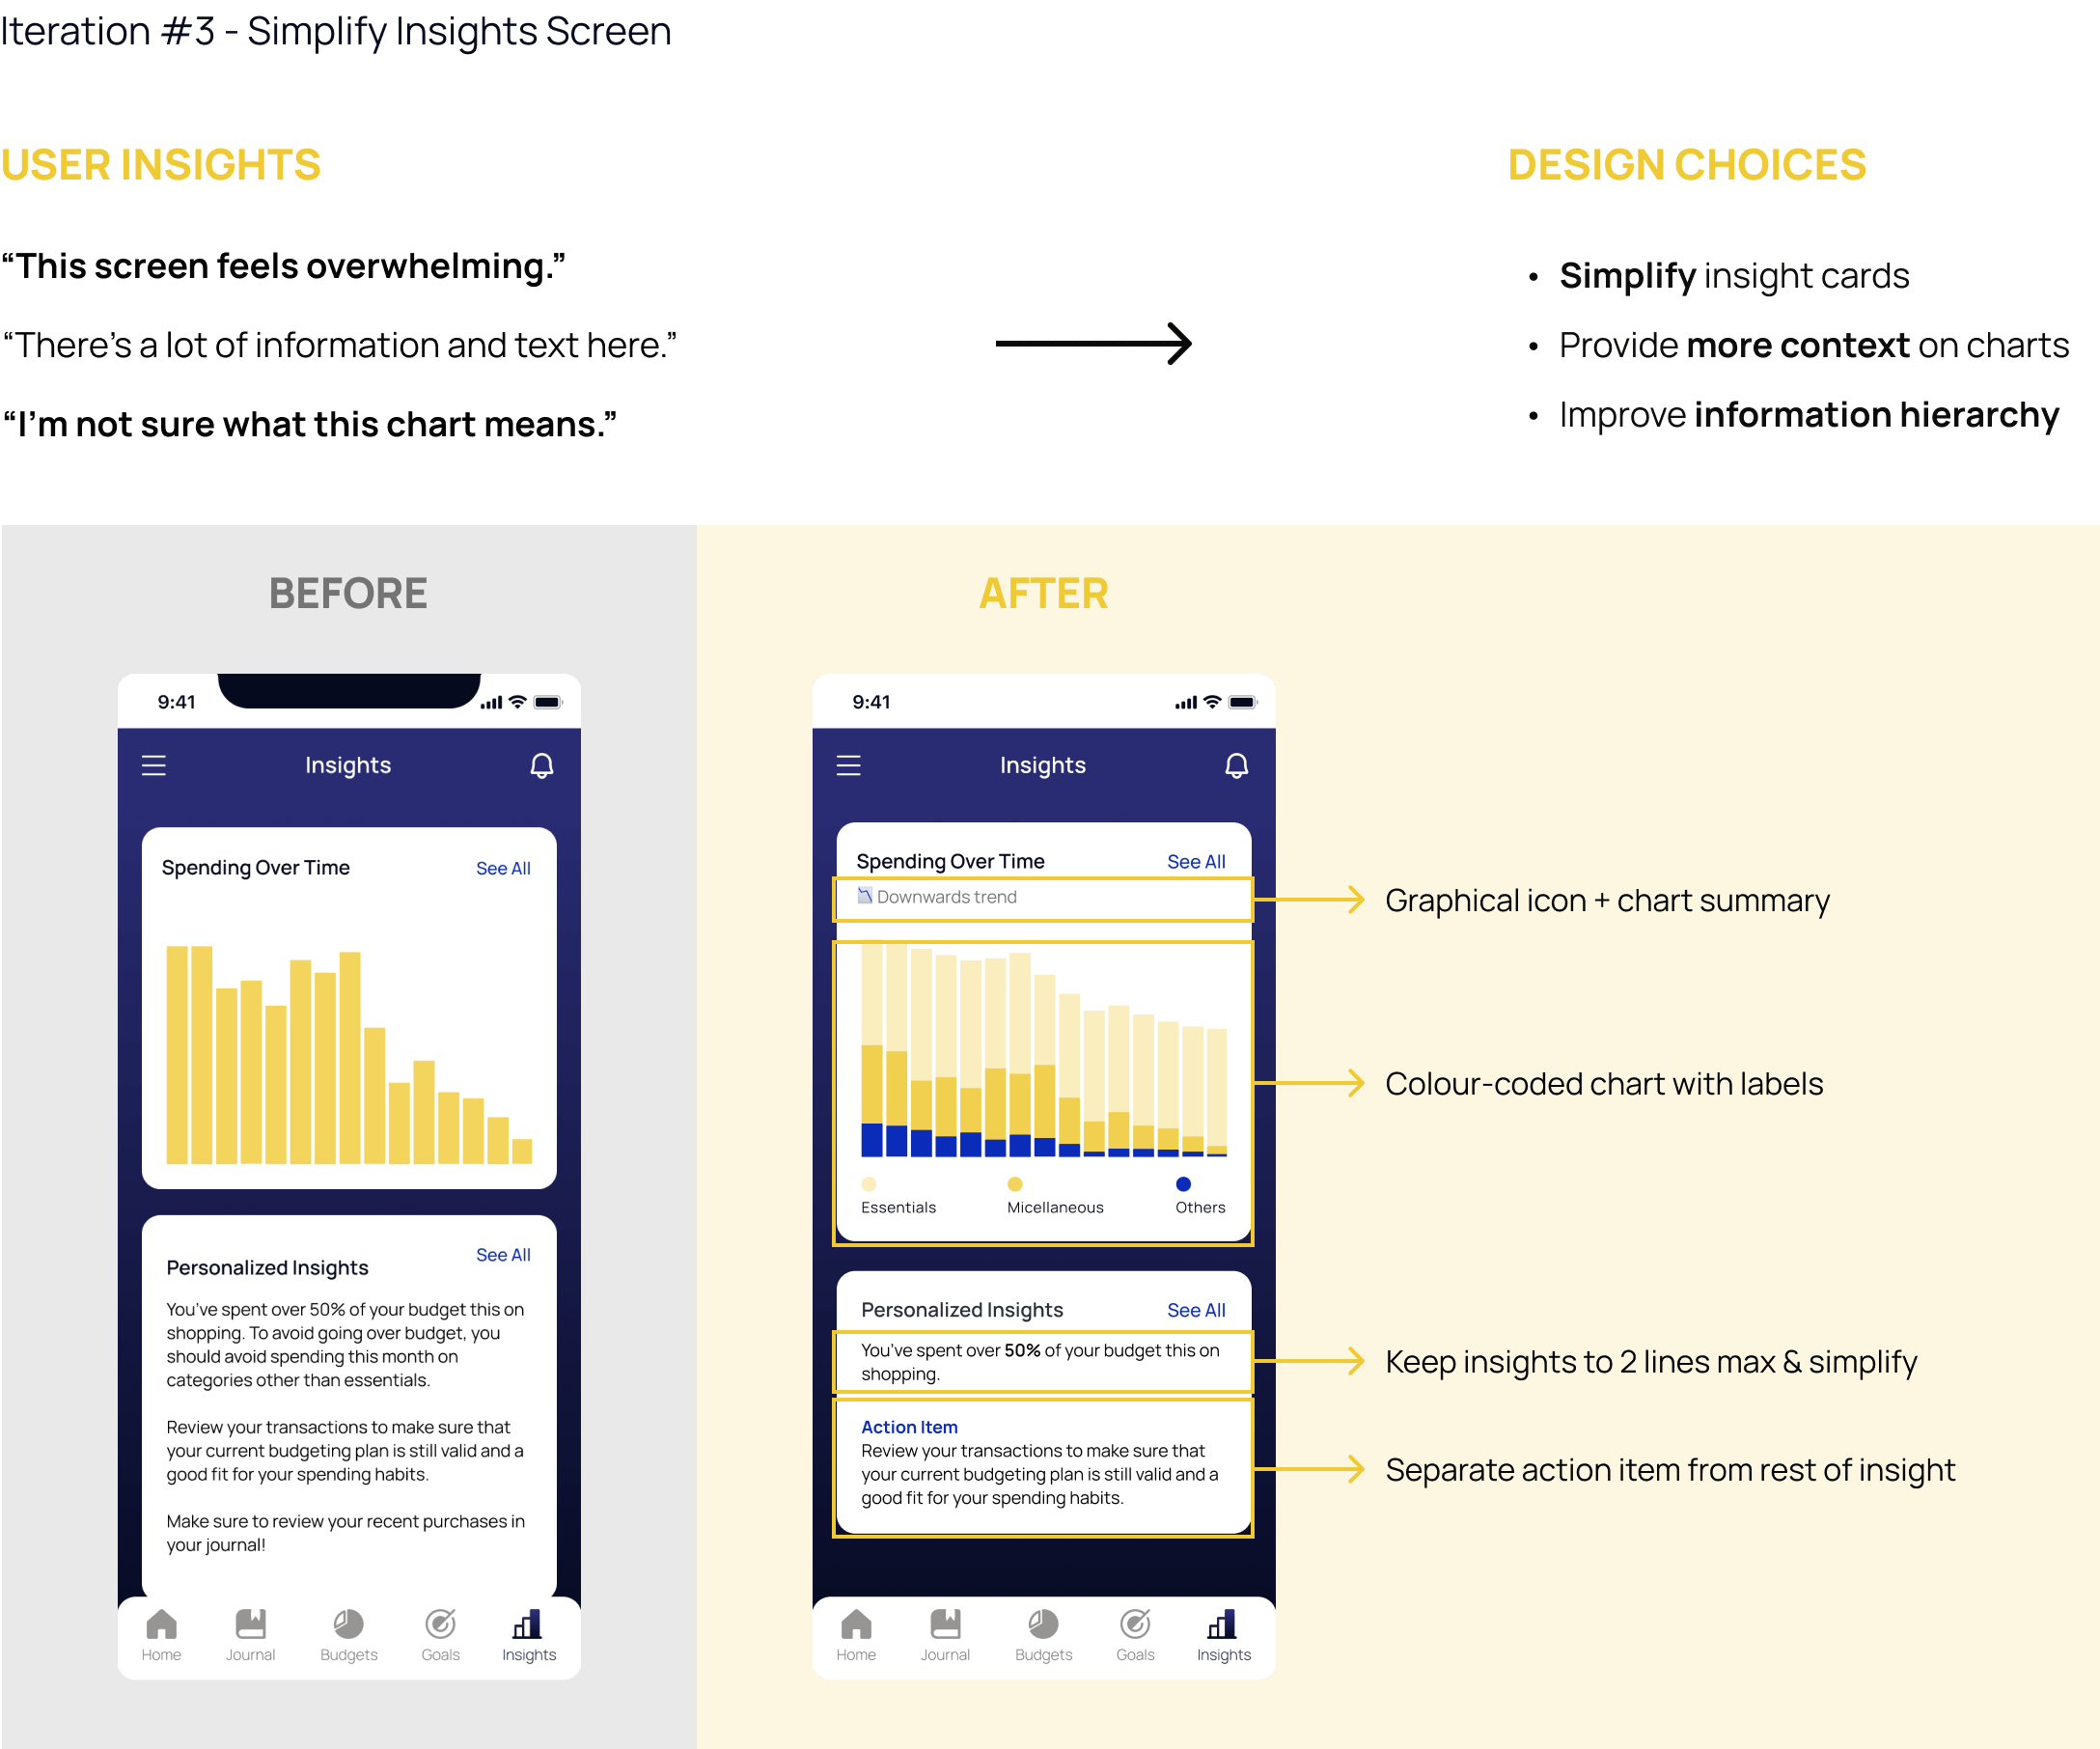 Iteration #3 - Simplify Insights Screen
USER INSIGHTS
“This screen feels overwhelming.”
“There’s a lot of information and text here.”
“I’m not sure what this chart means.”
DESIGN CHOICES
• Simplify insight cards
• Provide more context on charts
• Improve information hierarchy
BEFORE
9:41
Insights
Spending Over Time
See All
Personalized Insights
See All
You’ve spent over 50% of your budget this on
shopping. To avoid going over budget, you
should avoid spending this month on
categories other than essentials.
Review your transactions to make sure that
your current budgeting plan is still valid and a
good fit for your spending habits.
Make sure to review your recent purchases in
your journal!
Home
Journal
Budgets
Goals
Insights
AFTER
9:41
Insights
Spending Over Time
See All
Downwards trend
Essentials
Micellaneous
Others
Personalized Insights
See All
You’ve spent over 50% of your budget this on
shopping.
Action Item
Review your transactions to make sure that
your current budgeting plan is still valid and a
good fit for your spending habits.
Home
Journal
Budgets
Goals
Insights
Graphical icon + chart summary
Colour-coded chart with labels
Keep insights to 2 lines max & simplify
Separate action item from rest of insight